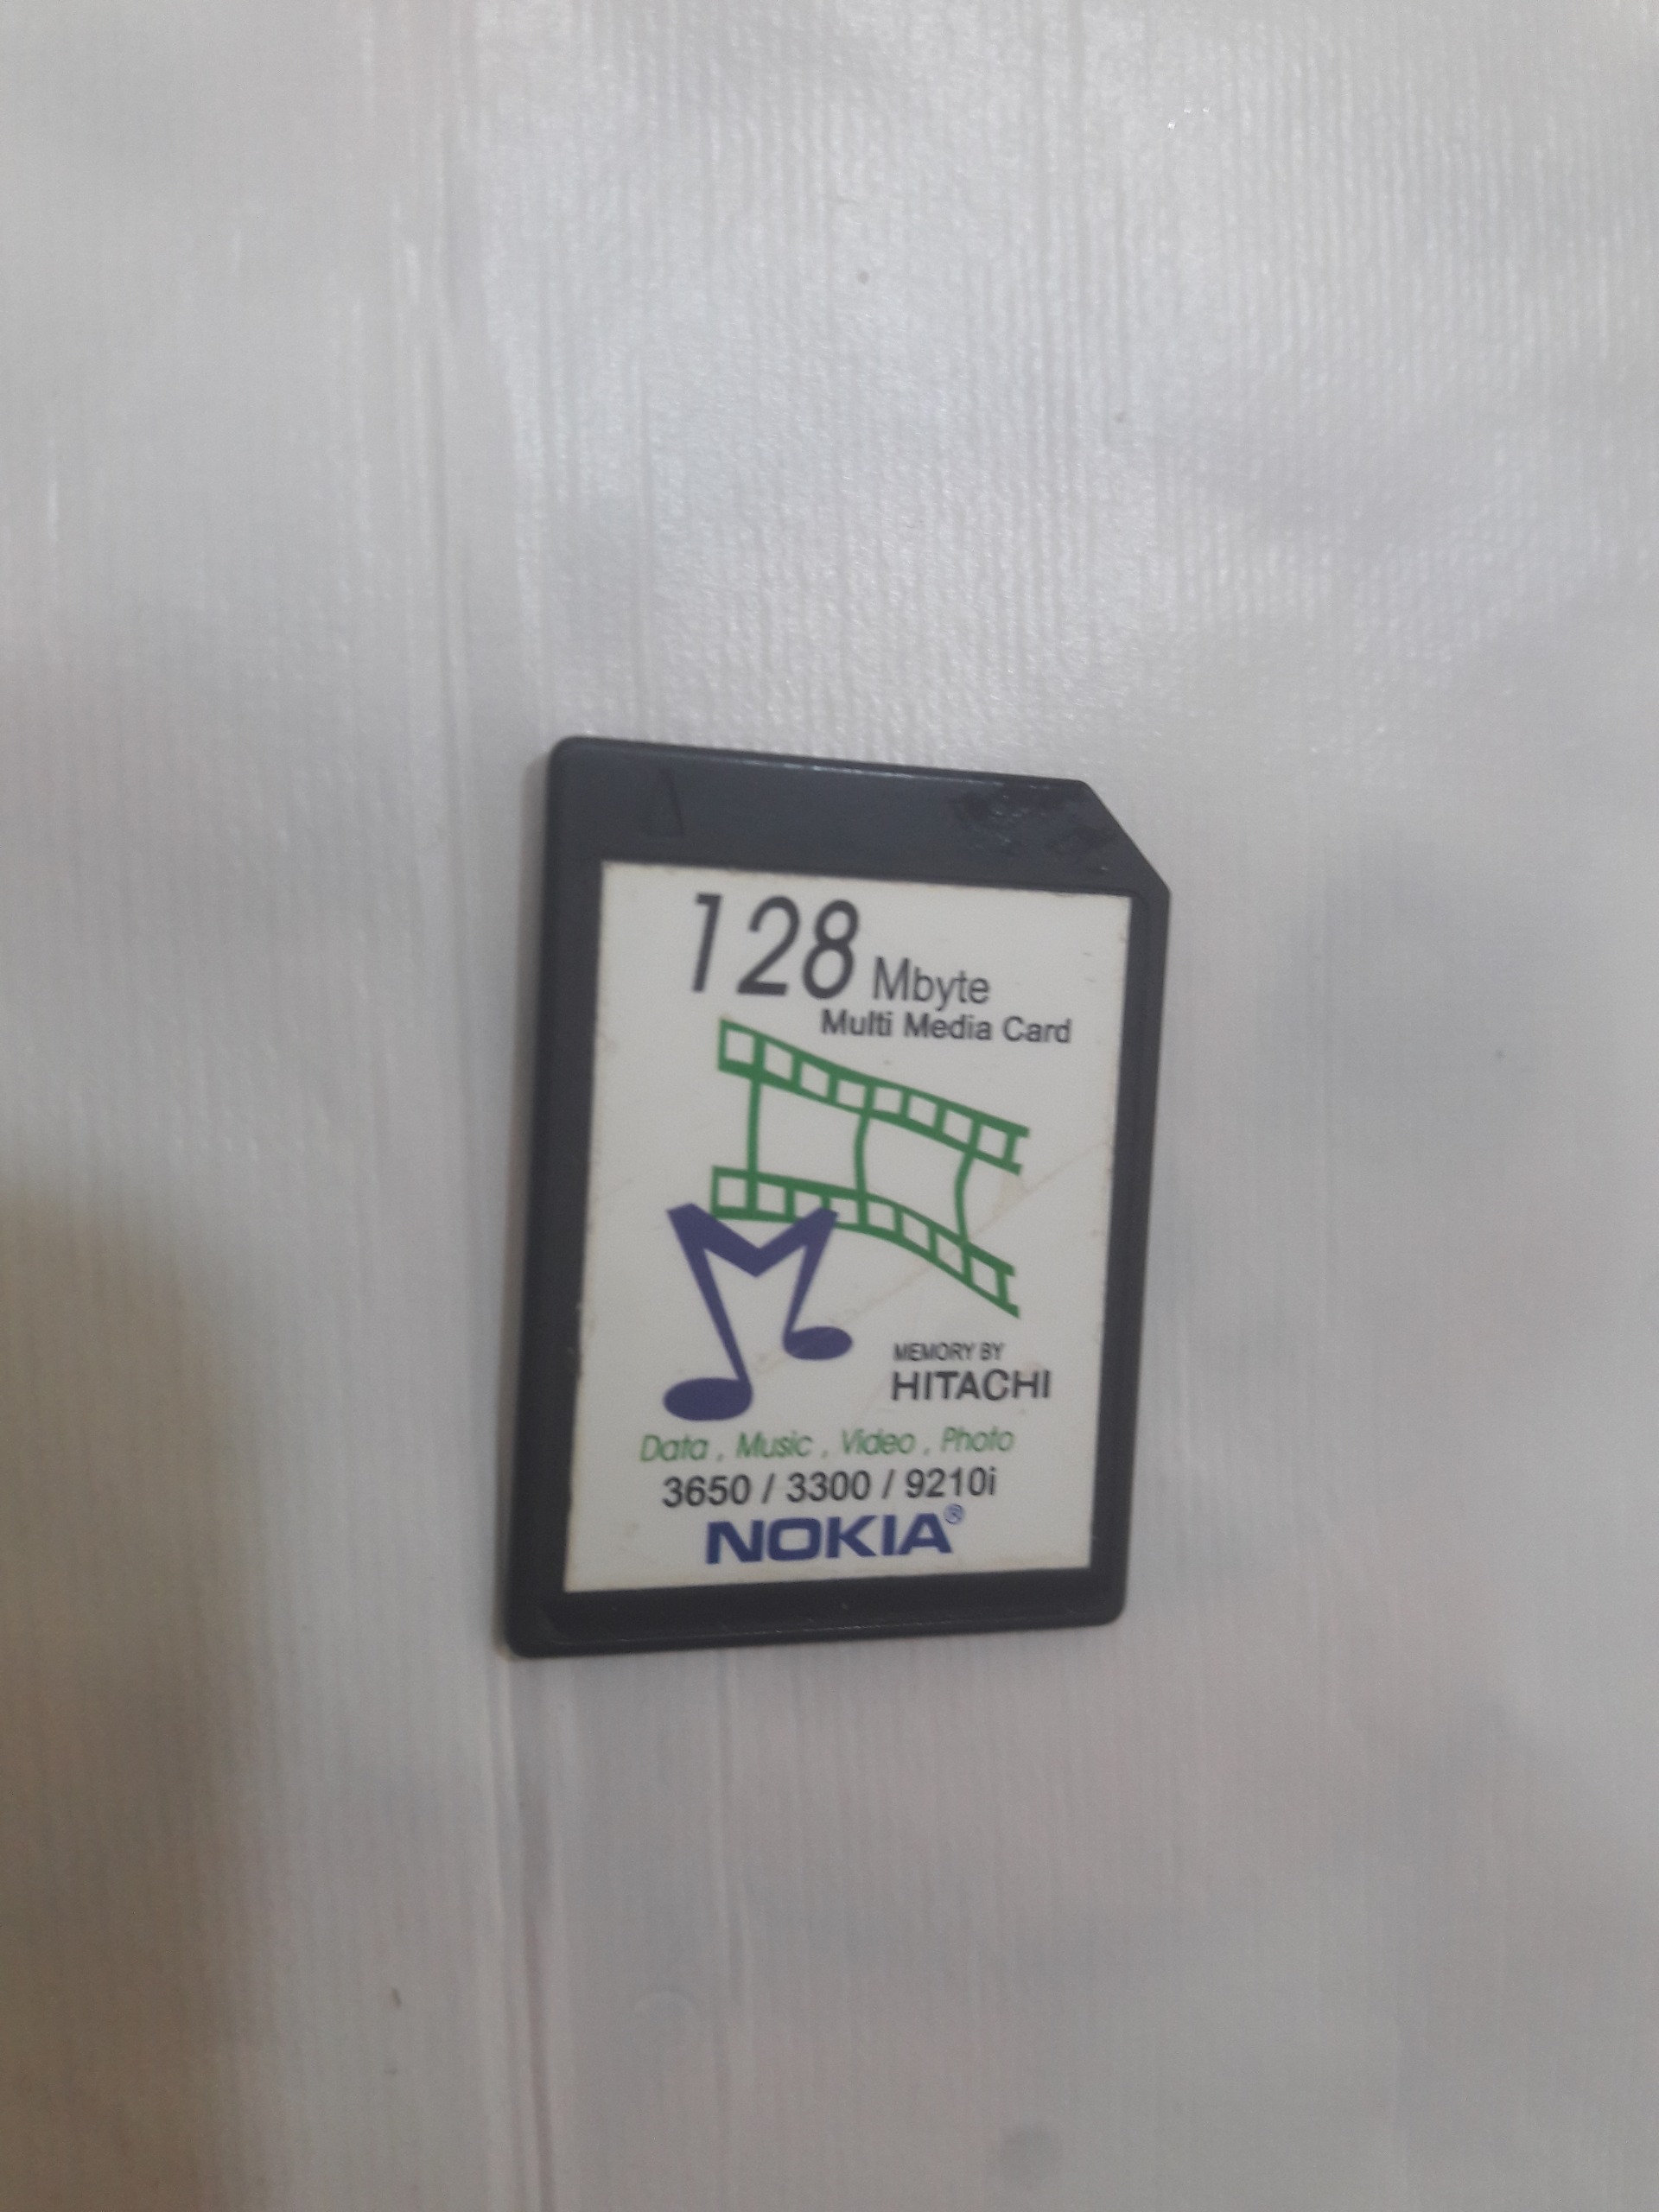 128 Mbyte
Multi Media Card
MEMORY BY
HITACHI
Data , Music , Video , Photo
3650 / 3300 / 9210i
NOKIA®